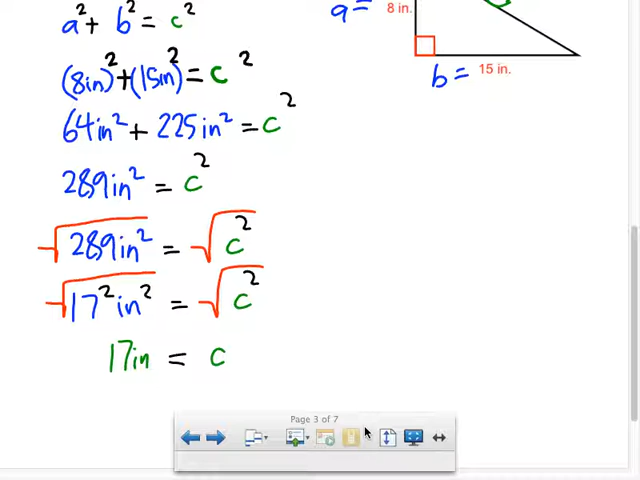 a² + b² = c²
(8in)² + (15in)² = c²
64in² + 225in² = c²
289in² = c²
√289in² = √c²
√17²in² = √c²
17in = c
a = 8 in.
b = 15 in.
Page 3 of 7